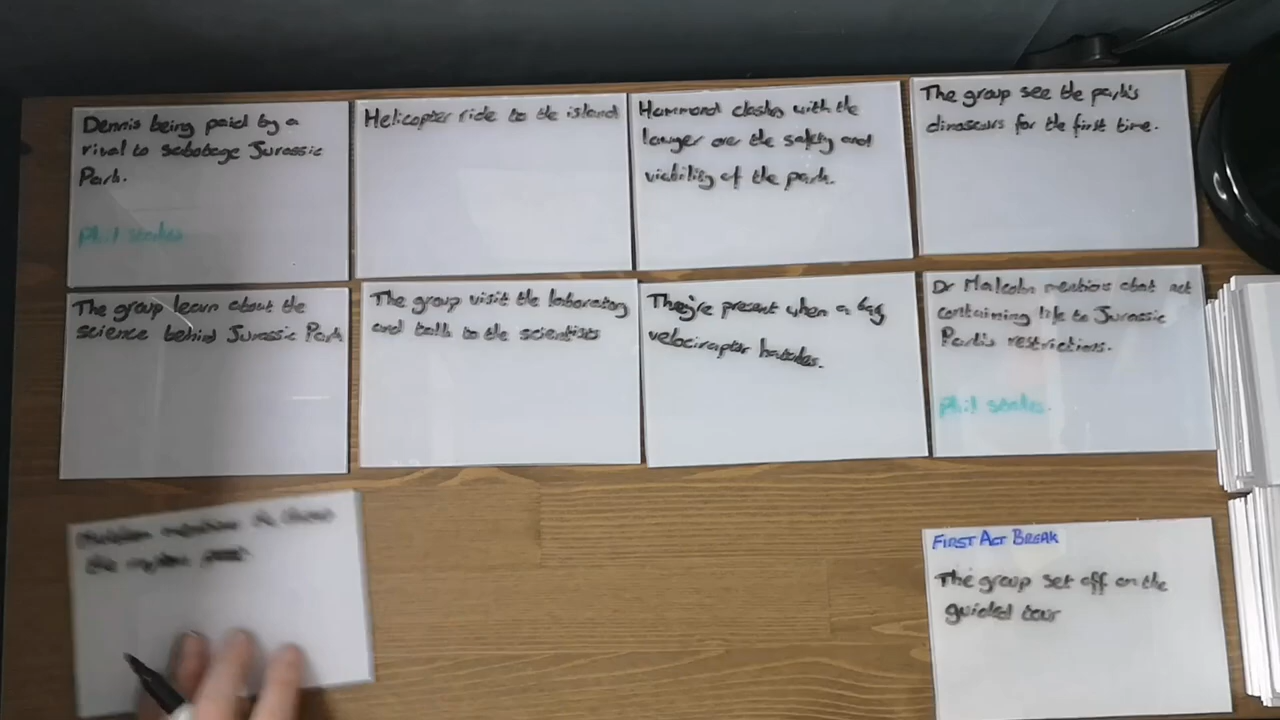 Dennis being paid by a
rival to sabotage Jurassic
Park.
Helicopter ride to the island
Hammond clashes with the
lawyer over the safety and
viability of the park.
The group see the park's
dinosaurs for the first time.
The group learn about the
science behind Jurassic Park
The group visit the laboratory
and talk to the scientists
They're present when a
velociraptor hatches.
Dr Malcolm mentions that
containing life to Jurassic
Park's restrictions.
FIRST ACT BREAK
The group set off on the
guided tour